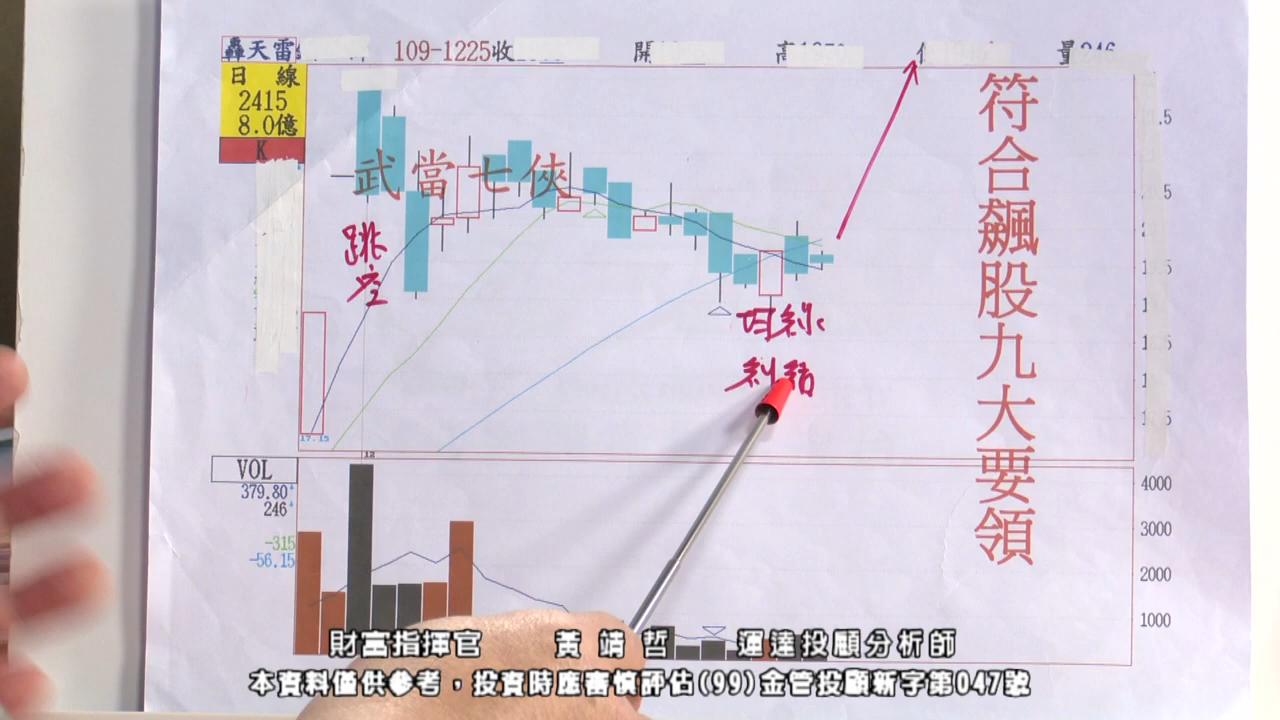 轟天雷
109-1225收
開
高
量246
日 線
2415
8.0億
K
武當七俠
跳
空
均線
糾結
符合飆股九大要領
17.15
12
VOL
379.80
246
-315
-56.15
4000
3000
2000
1000
財富指揮官 黃靖哲 運達投顧分析師
本資料僅供參考，投資時應審慎評估(99)金管投顧新字第047號